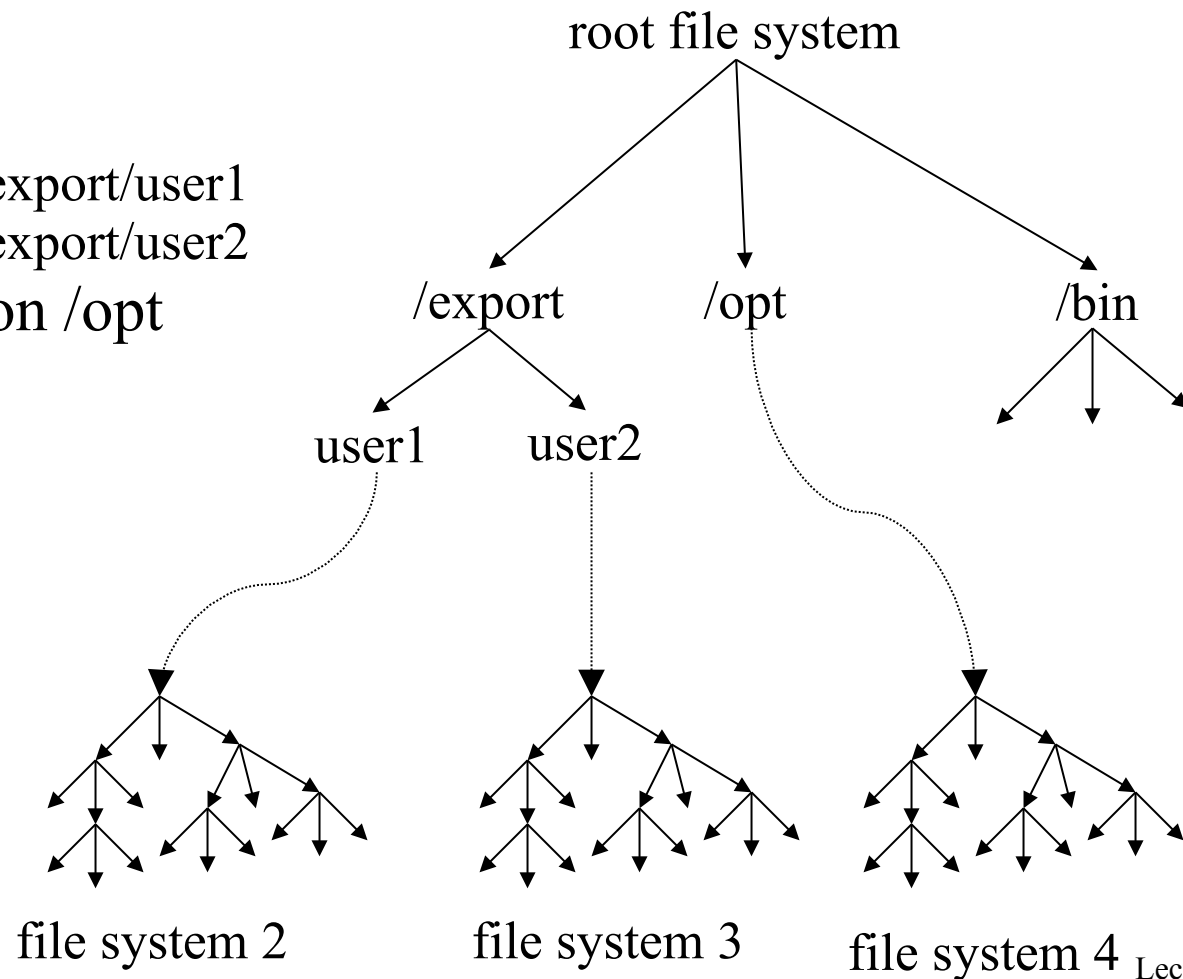 root file system
export/user1
export/user2
on /opt
/export
/opt
/bin
user1
user2
file system 2
file system 3
file system 4
Lec